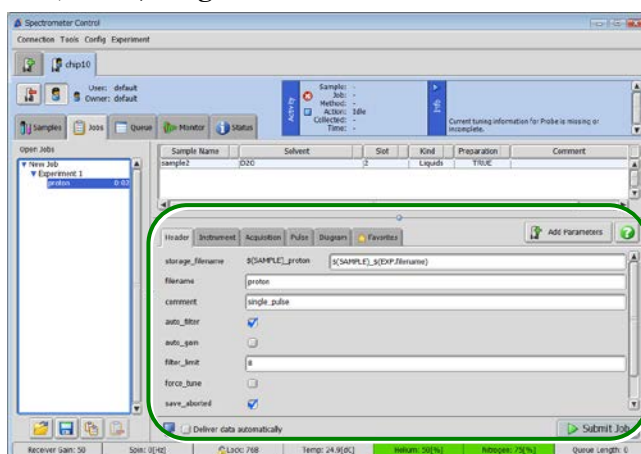 Spectrometer Control
Connection Tools Config Experiment
chip10
User: default
Owner: default
Activity
Sample: -
Job: -
Method: -
Action: Idle
Collected: -
Time: -
Info
Current tuning information for Probe is missing or
incomplete.
Samples Jobs Queue Monitor Status
Open Jobs
New Job
Experiment 1
proton 0:02
Sample Name Solvent Slot Kind Preparation Comment
sample2 D2O 2 Liquids TRUE
Header Instrument Acquisition Pulse Diagram Favorites Add Parameters
storage_filename $(SAMPLE)_proton $(SAMPLE)_$(EXP.filename)
filename proton
comment single_pulse
auto_filter
auto_gain
filter_limit 8
force_tune
save_aborted
Deliver data automatically Submit Job
Receiver Gain: 50 Spin: 0[Hz] Lock: 768 Temp: 24.9[dC] Helium: 50[%] Nitrogen: 75[%] Queue Length: 0